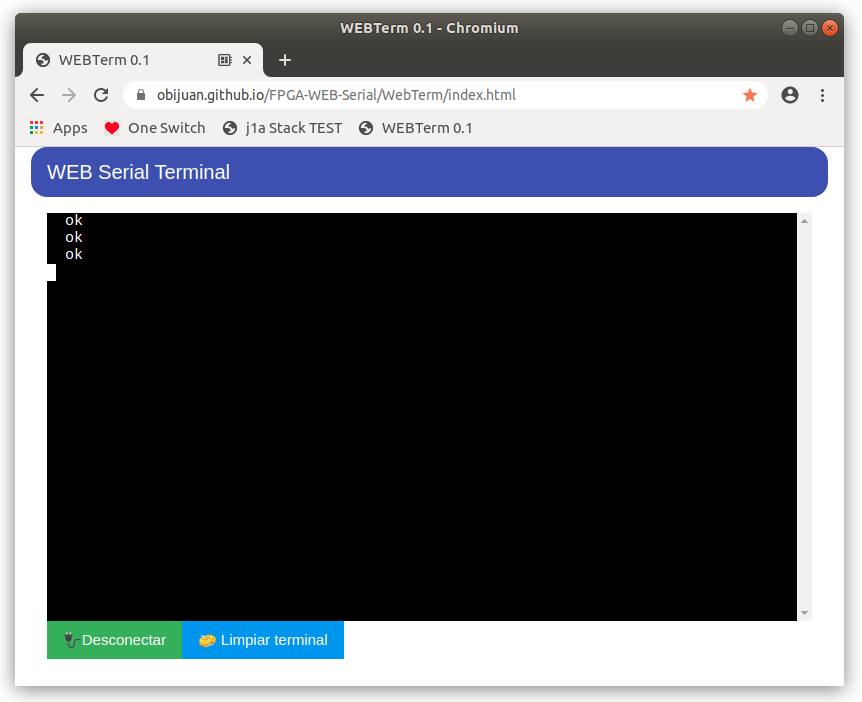 WEBTerm 0.1 - Chromium
WEBTerm 0.1
obijuan.github.io/FPGA-WEB-Serial/WebTerm/index.html
Apps One Switch j1a Stack TEST WEBTerm 0.1
WEB Serial Terminal
ok
ok
ok
Desconectar Limpiar terminal